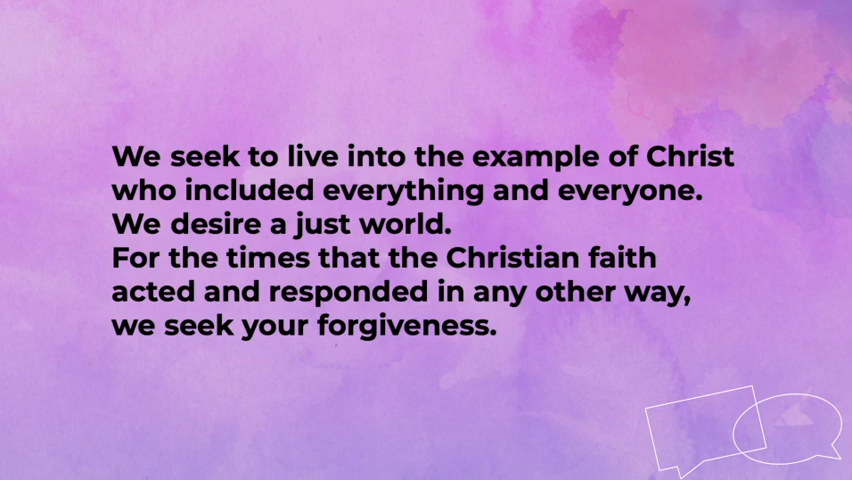 We seek to live into the example of Christ
who included everything and everyone.
We desire a just world.
For the times that the Christian faith
acted and responded in any other way,
we seek your forgiveness.